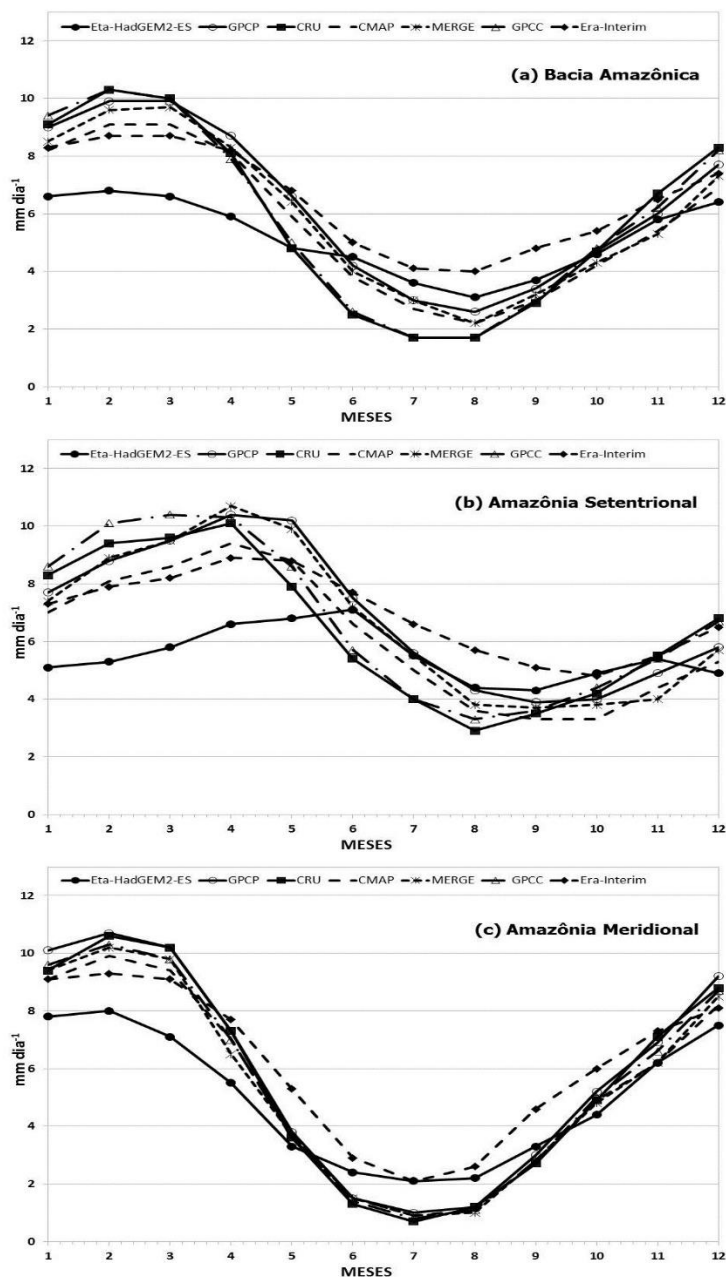 Eta-HadGEM2-ES GPCP CRU CMAP MERGE GPCC Era-Interim
12
(a) Bacia Amazônica
10
8
mm dia-1
6
4
2
0
1 2 3 4 5 6 7 8 9 10 11 12
MESES
Eta-HadGEM2-ES GPCP CRU CMAP MERGE GPCC Era-Interim
12
(b) Amazônia Setentrional
10
8
mm dia-1
6
4
2
0
1 2 3 4 5 6 7 8 9 10 11 12
MESES
Eta-HadGEM2-ES GPCP CRU CMAP MERGE GPCC Era-Interim
12
(c) Amazônia Meridional
10
8
mm dia-1
6
4
2
0
1 2 3 4 5 6 7 8 9 10 11 12
MESES